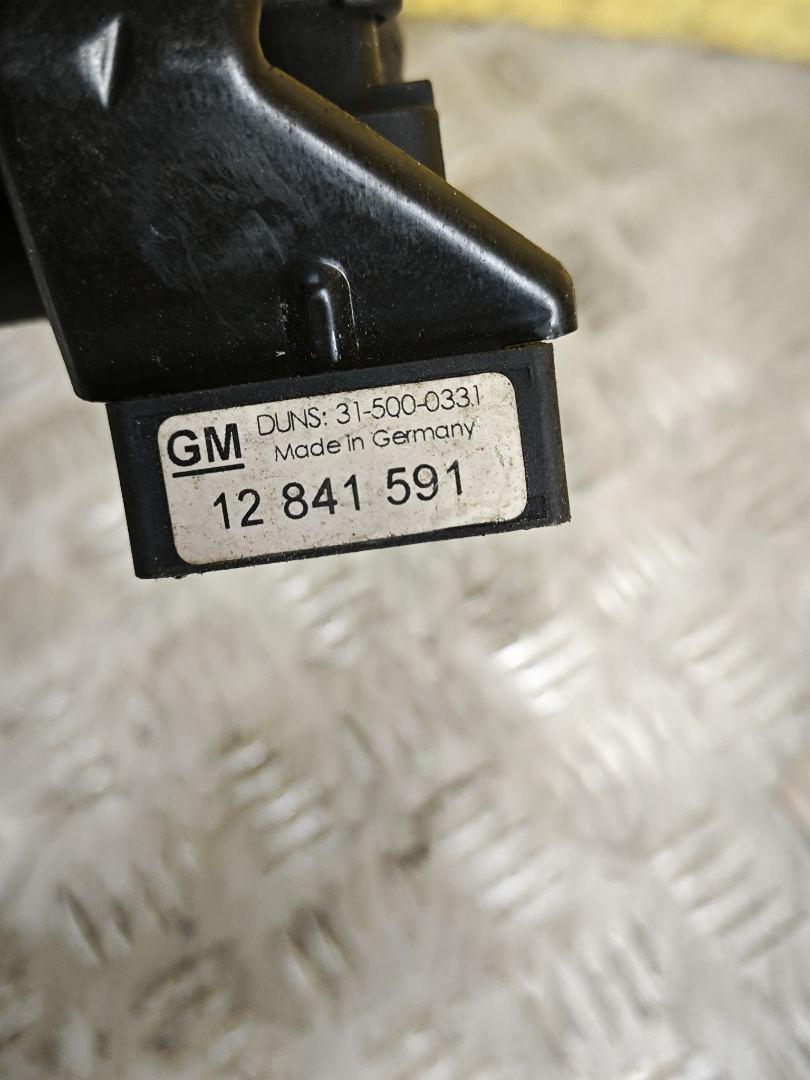 GM DUNS: 31-500-0331
Made in Germany
12 841 591